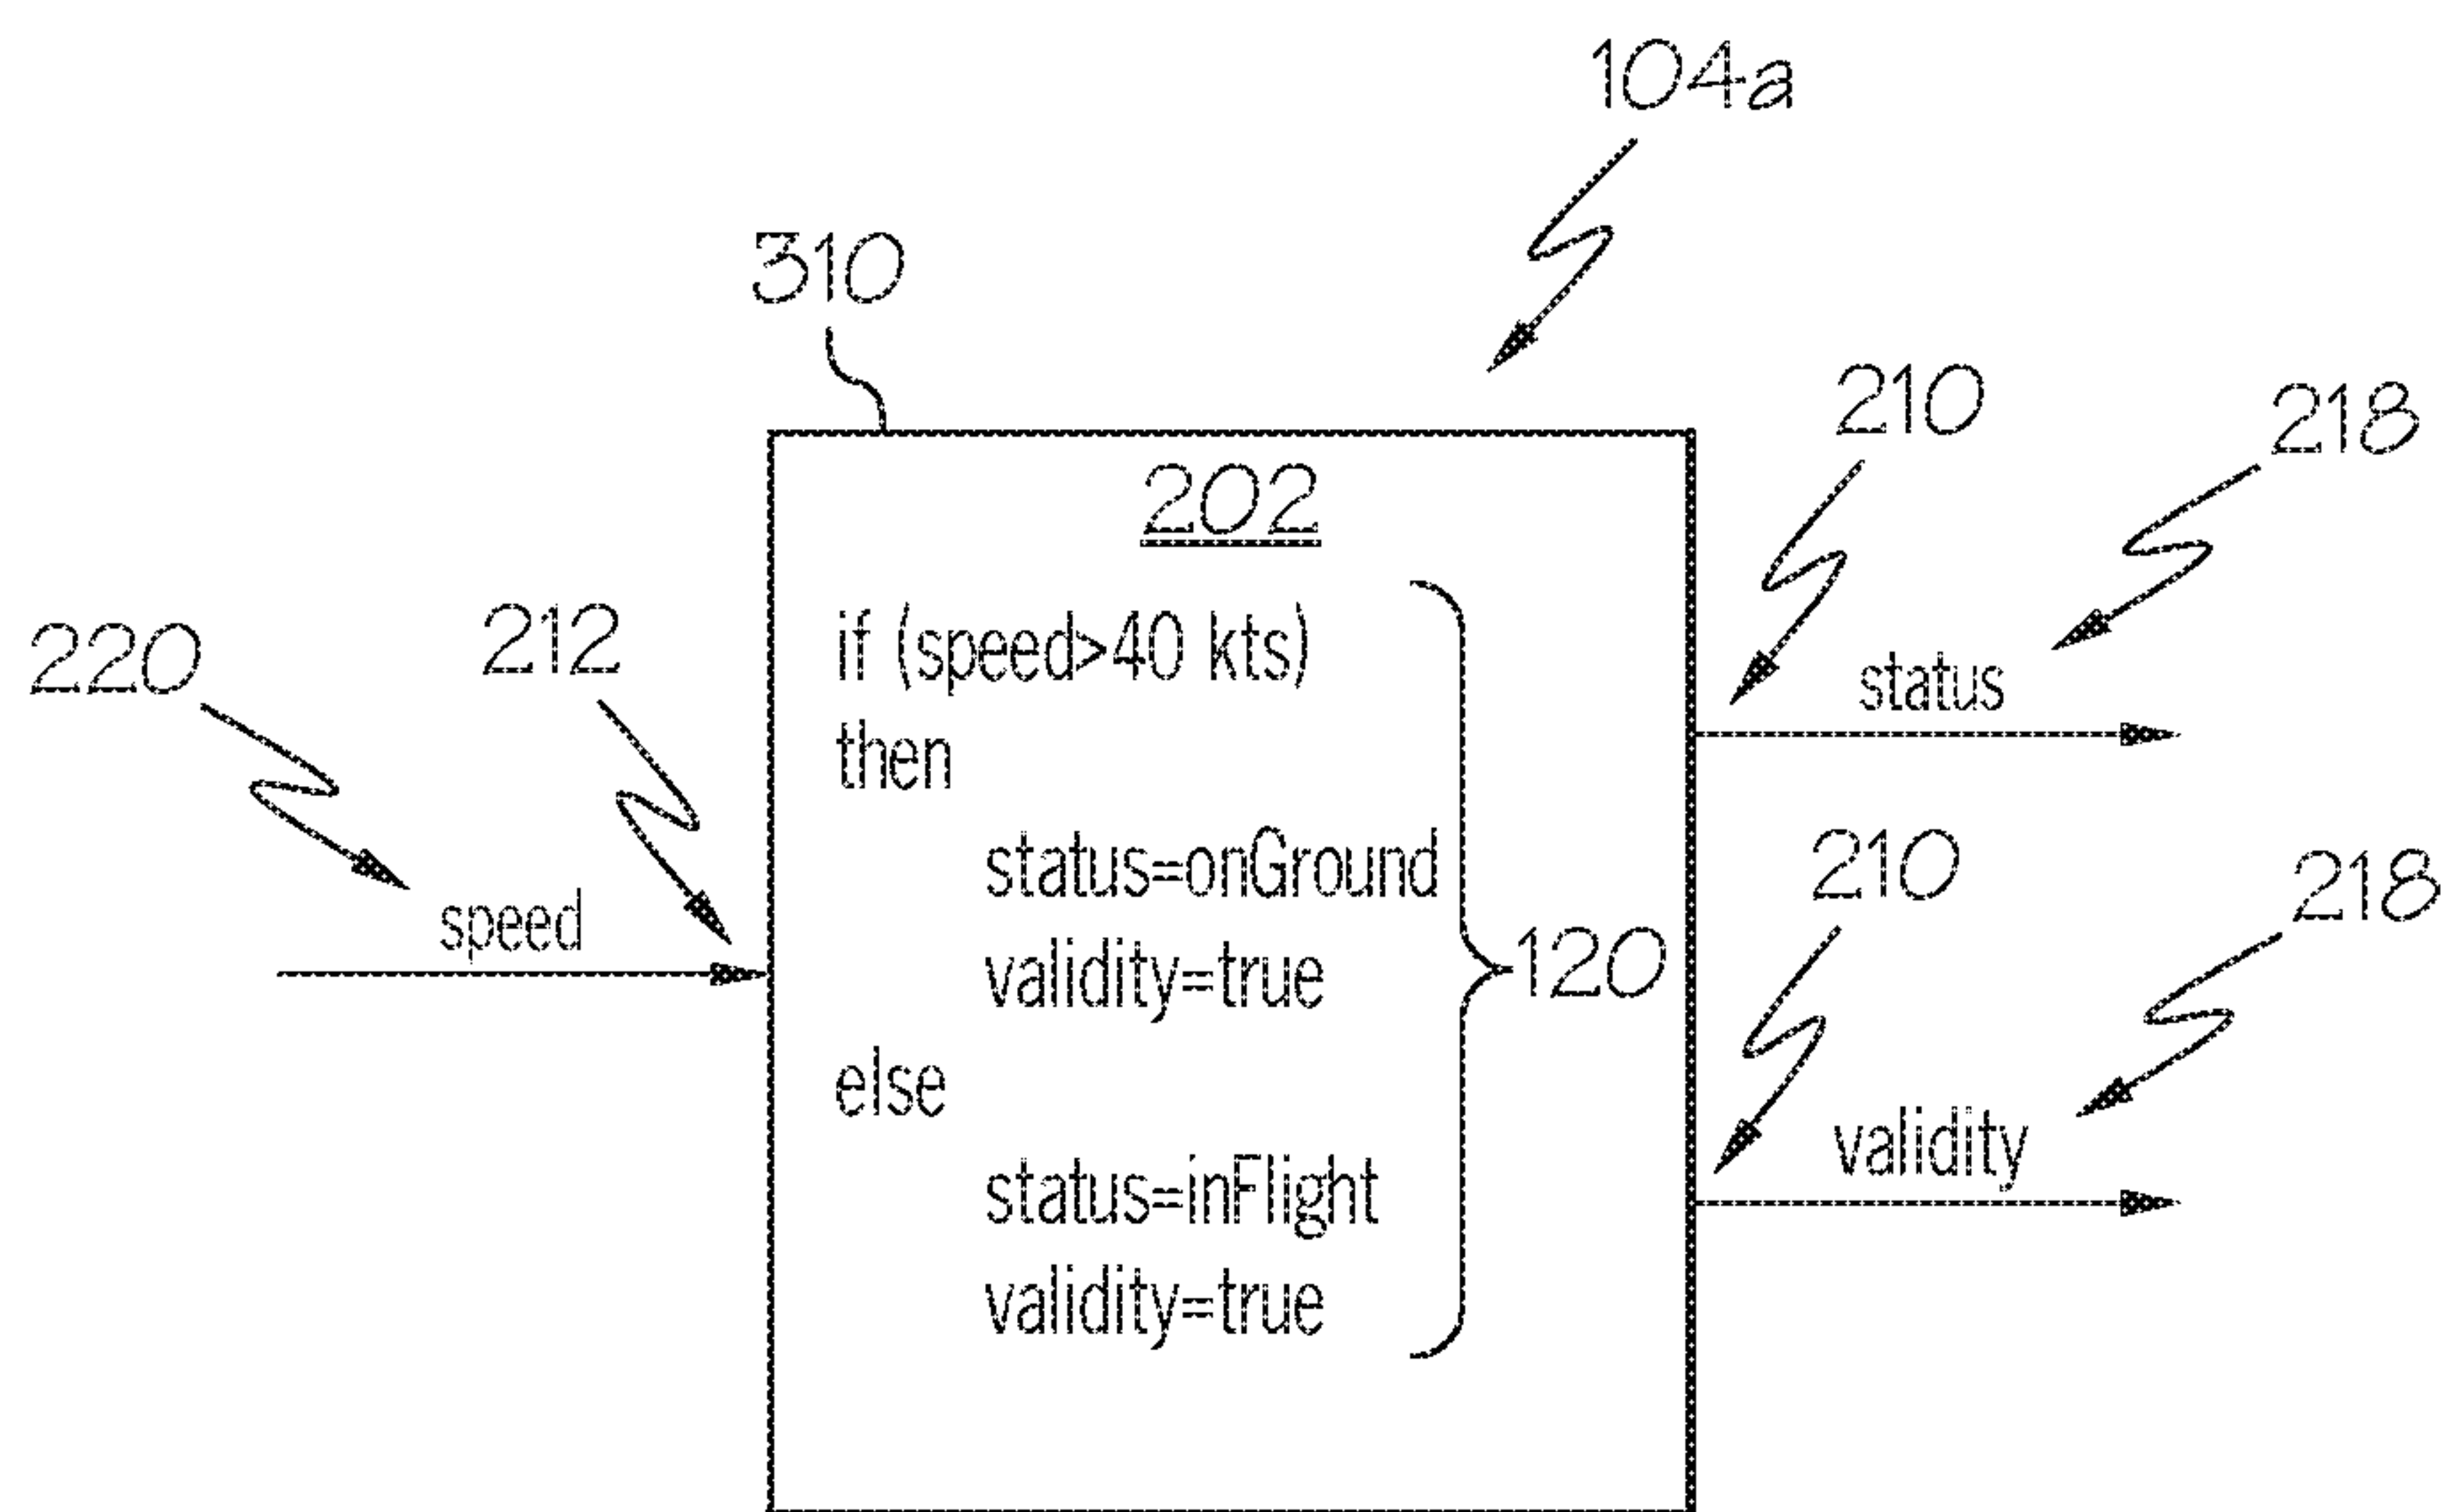 104a
310
210
218
202
220
212
if (speed>40 kts)
then
status
status=onGround
210
218
speed
validity=true
120
else
validity
status=inFlight
validity=true